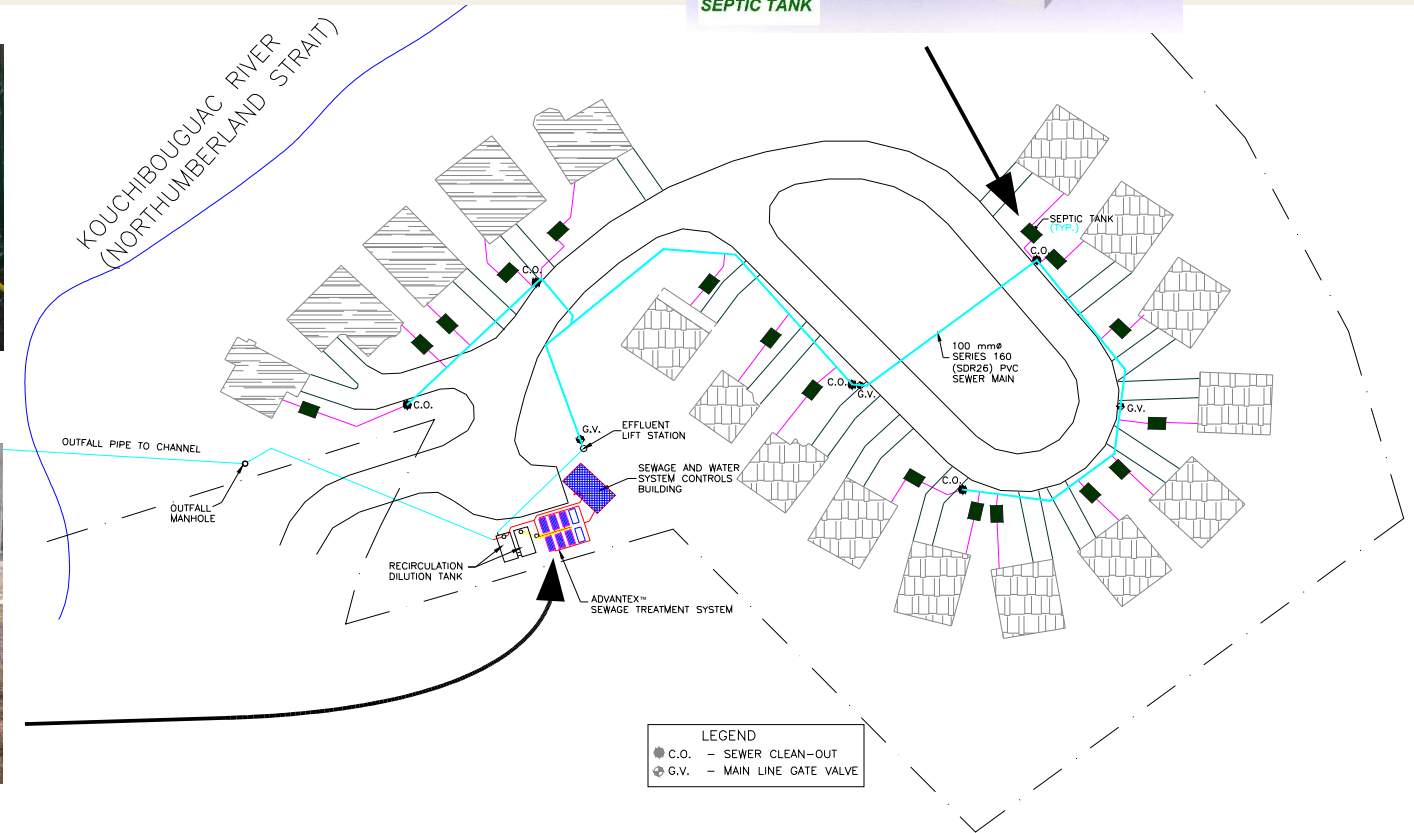 SEPTIC TANK
KOUCHIBOUGUAC RIVER
(NORTHUMBERLAND STRAIT)
SEPTIC TANK
(TYP.)
C.O.
C.O.
100 mmø
SERIES 160
(SDR26) PVC
SEWER MAIN
C.O.
G.V.
C.O.
G.V.
G.V.
EFFLUENT
LIFT STATION
OUTFALL PIPE TO CHANNEL
SEWAGE AND WATER
SYSTEM CONTROLS
BUILDING
C.O.
OUTFALL
MANHOLE
RECIRCULATION
DILUTION TANK
ADVANTEX™
SEWAGE TREATMENT SYSTEM
LEGEND
C.O. – SEWER CLEAN-OUT
G.V. – MAIN LINE GATE VALVE